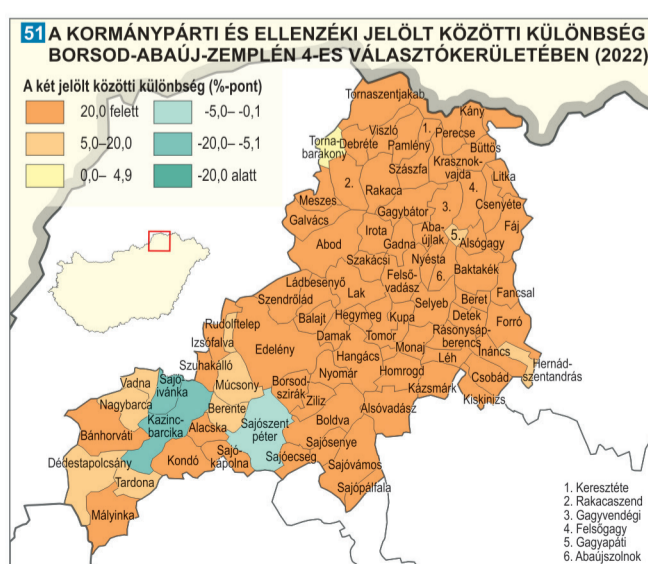 51 A KORMÁNYPÁRTI ÉS ELLENZÉKI JELÖLT KÖZÖTTI KÜLÖNBSÉG
BORSOD-ABAÚJ-ZEMPLÉN 4-ES VÁLASZTÓKERÜLETÉBEN (2022)
A két jelölt közötti különbség (%-pont)
20,0 felett
5,0–20,0
0,0– 4,9
-5,0– -0,1
-20,0– -5,1
-20,0 alatt
Tornaszentjakab
Kány
Viszló
1.
Perecse
Torna-
barakony
Debréte
Pamlény
Büttös
Szászfa
Krasznok-
vajda
2.
Rakaca
4.
Litka
Meszes
3.
Csenyéte
Galvács
Gagybátor
Fáj
Irota
Aba-
újlak
5.
Abod
Gadna
Alsógagy
Szakácsi
Nyésta
Felső-
vadász
6.
Baktakék
Ládbesenyő
Lak
Fancsal
Szendrőlád
Selyeb
Beret
Balajt
Hegymeg
Kupa
Detek
Forró
Rudolftelep
Damak
Tomor
Rásonysáp-
berencs
Izsófalva
Edelény
Monaj
Ináncs
Hangács
Léh
Hernád-
szentandrás
Szuhakálló
Nyomár
Homrogd
Csobád
Vadna
Sajó-
ivánka
Múcsony
Borsod-
szirák
Kázsmárk
Kiskinizs
Nagybarca
Berente
Ziliz
Alsóvadász
Kazinc-
barcika
Alacska
Sajószent
péter
Boldva
Bánhorváti
Sajósenye
Dédestapolcsány
Kondó
Sajó-
kápolna
Sajóecseg
Sajóvámos
Tardona
Sajópálfala
Mályinka
1. Keresztéte
2. Rakacaszend
3. Gagyvendégi
4. Felsőgagy
5. Gagyapáti
6. Abaújszolnok